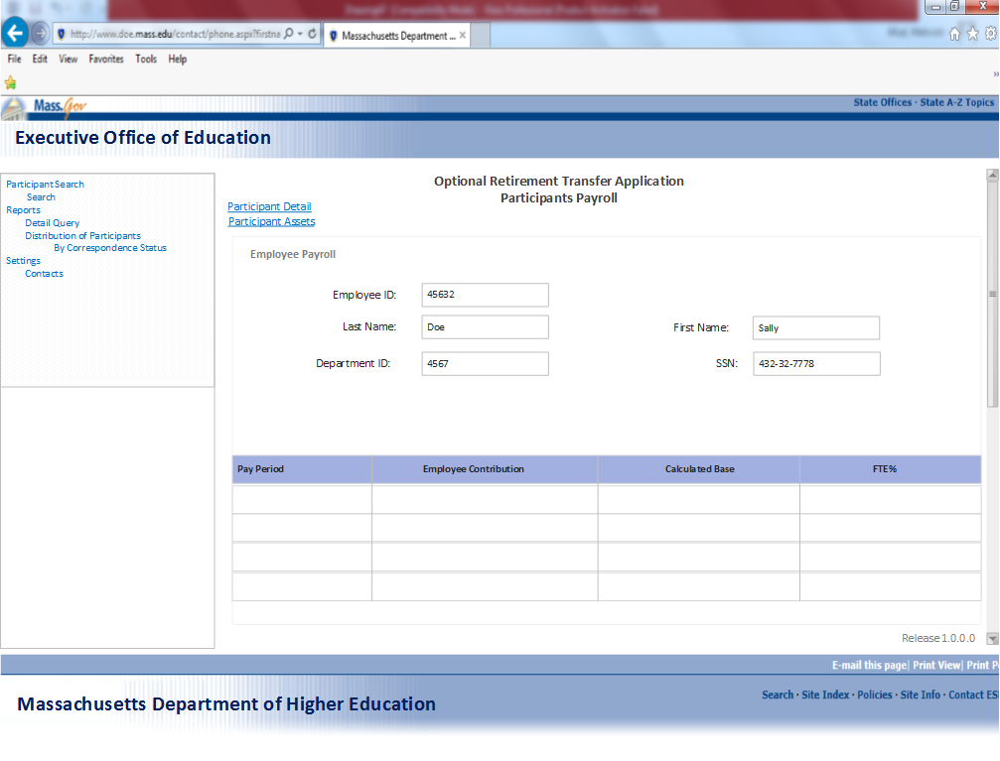 http://www.doe.mass.edu/contact/phone.aspx?firstna
Massachusetts Department ...
File Edit View Favorites Tools Help
Mass.Gov
State Offices · State A-Z Topics
Executive Office of Education
Participant Search
Search
Reports
Detail Query
Distribution of Participants
By Correspondence Status
Settings
Contacts
Optional Retirement Transfer Application
Participants Payroll
Participant Detail
Participant Assets
Employee Payroll
Employee ID: 45632
Last Name: Doe First Name: Sally
Department ID: 4567 SSN: 432-32-7778
Pay Period Employee Contribution Calculated Base FTE%
Release 1.0.0.0
E-mail this page| Print View| Print P
Search · Site Index · Policies · Site Info · Contact ES
Massachusetts Department of Higher Education